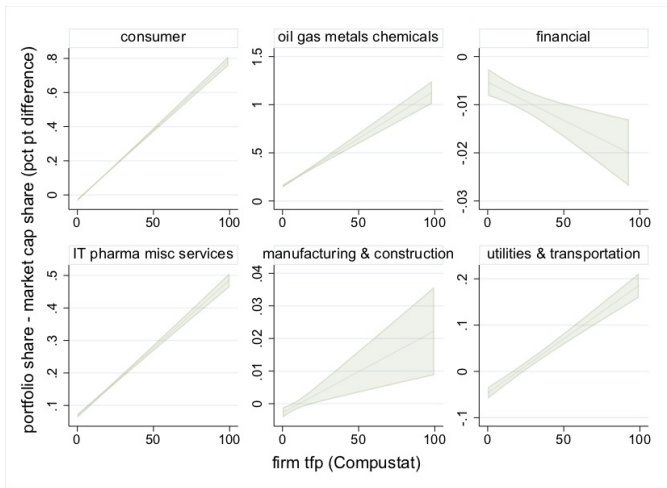 portfolio share - market cap share (pct pt difference)
consumer
oil gas metals chemicals
financial
.8
.6
.4
.2
0
1.5
1
.5
0
0
-.01
-.02
-.03
0 50 100
0 50 100
0 50 100
IT pharma misc services
manufacturing & construction
utilities & transportation
.5
.4
.3
.2
.1
.04
.03
.02
.01
0
.2
.1
0
-.1
0 50 100
0 50 100
0 50 100
firm tfp (Compustat)